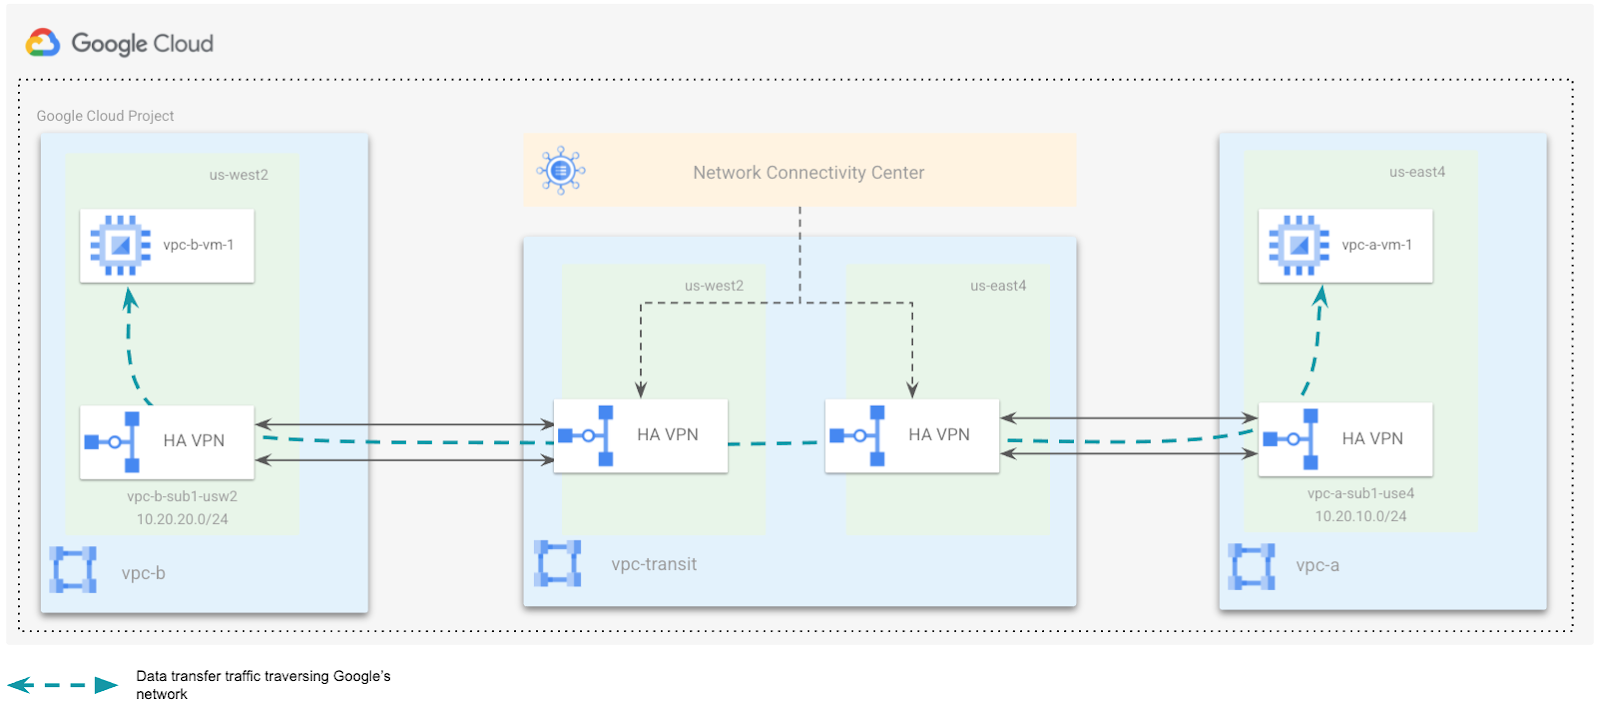 Google Cloud
Google Cloud Project
us-west2
vpc-b-vm-1
HA VPN
vpc-b-sub1-usw2
10.20.20.0/24
vpc-b
Network Connectivity Center
us-west2
us-east4
HA VPN
HA VPN
vpc-transit
us-east4
vpc-a-vm-1
HA VPN
vpc-a-sub1-use4
10.20.10.0/24
vpc-a
Data transfer traffic traversing Google's
network